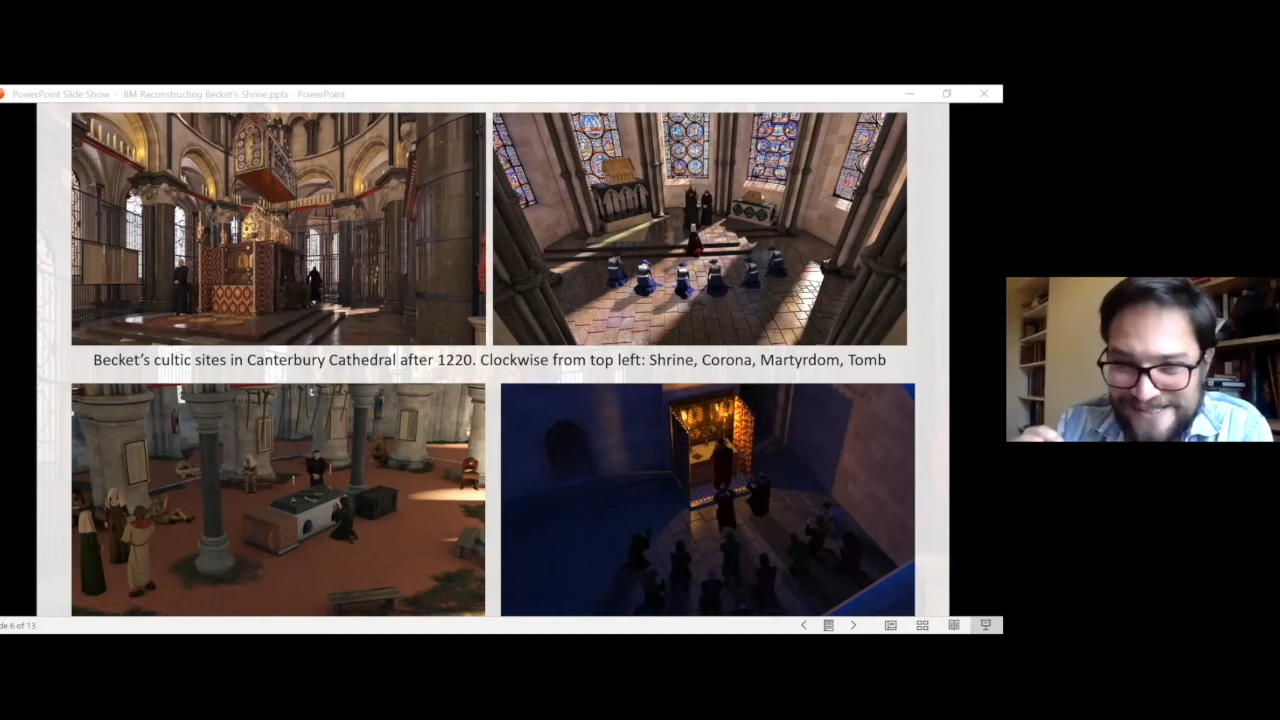 PowerPoint Slide Show - BM Reconstructing Becket's Shrine.pptx - PowerPoint
Becket's cultic sites in Canterbury Cathedral after 1220. Clockwise from top left: Shrine, Corona, Martyrdom, Tomb
de 6 of 13